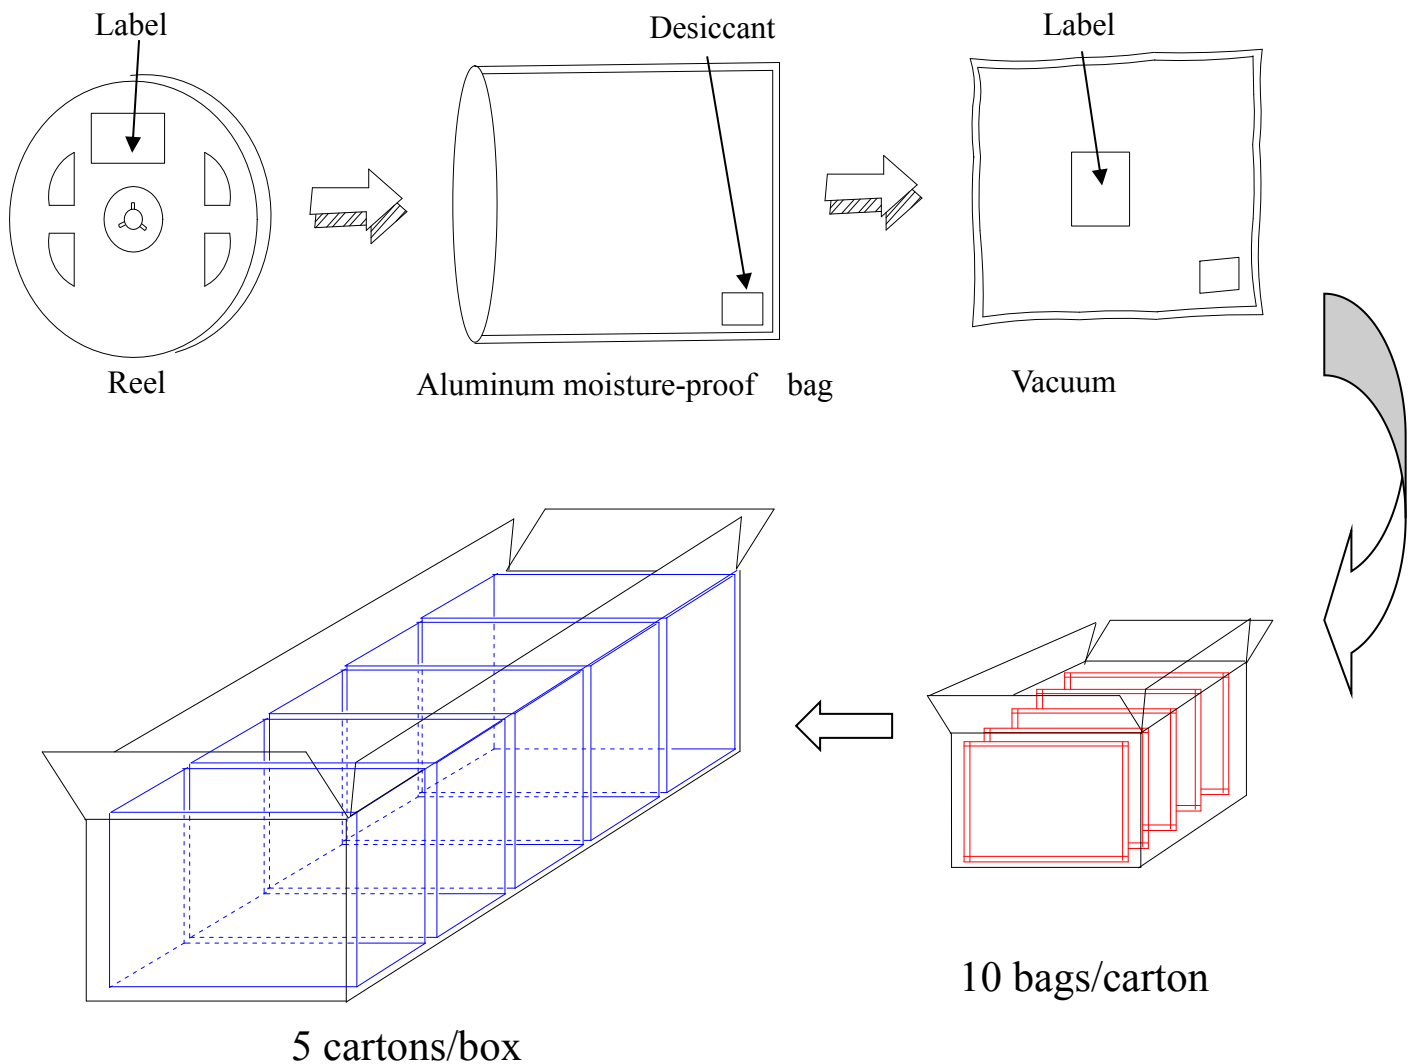 Label
Desiccant
Label
Reel
Aluminum moisture-proof bag
Vacuum
10 bags/carton
5 cartons/box